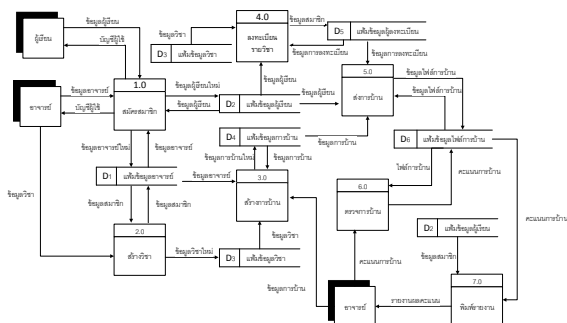 ผู้เรียน
ข้อมูลผู้เรียน
บัญชีผู้ใช้
ข้อมูลวิชา
D3 แฟ้มข้อมูลวิชา
4.0
ลงทะเบียน
รายวิชา
ข้อมูลสมาชิก
D5 แฟ้มข้อมูลผู้ลงทะเบียน
ข้อมูลการลงทะเบียน
ข้อมูลการลงทะเบียน
อาจารย์
ข้อมูลอาจารย์
บัญชีผู้ใช้
1.0
สมัครสมาชิก
ข้อมูลผู้เรียนใหม่
ข้อมูลผู้เรียน
ข้อมูลผู้เรียน
D2 แฟ้มข้อมูลผู้เรียน
ข้อมูลผู้เรียน
5.0
ส่งการบ้าน
ข้อมูลไฟล์การบ้าน
ข้อมูลไฟล์การบ้าน
D4 แฟ้มข้อมูลการบ้าน
ข้อมูลการบ้าน
D6 แฟ้มข้อมูลไฟล์การบ้าน
ข้อมูลอาจารย์ใหม่
ข้อมูลอาจารย์
ข้อมูลการบ้านใหม่
ข้อมูลการบ้าน
D1 แฟ้มข้อมูลอาจารย์
ข้อมูลอาจารย์
3.0
สร้างการบ้าน
ไฟล์การบ้าน
คะแนนการบ้าน
6.0
ตรวจการบ้าน
ข้อมูลวิชา
ข้อมูลสมาชิก
ข้อมูลสมาชิก
คะแนนการบ้าน
2.0
สร้างวิชา
ข้อมูลวิชาใหม่
ข้อมูลวิชา
D3 แฟ้มข้อมูลวิชา
D2 แฟ้มข้อมูลผู้เรียน
ข้อมูลการบ้าน
คะแนนการบ้าน
ข้อมูลสมาชิก
อาจารย์
รายงานผลคะแนน
7.0
พิมพ์รายงาน